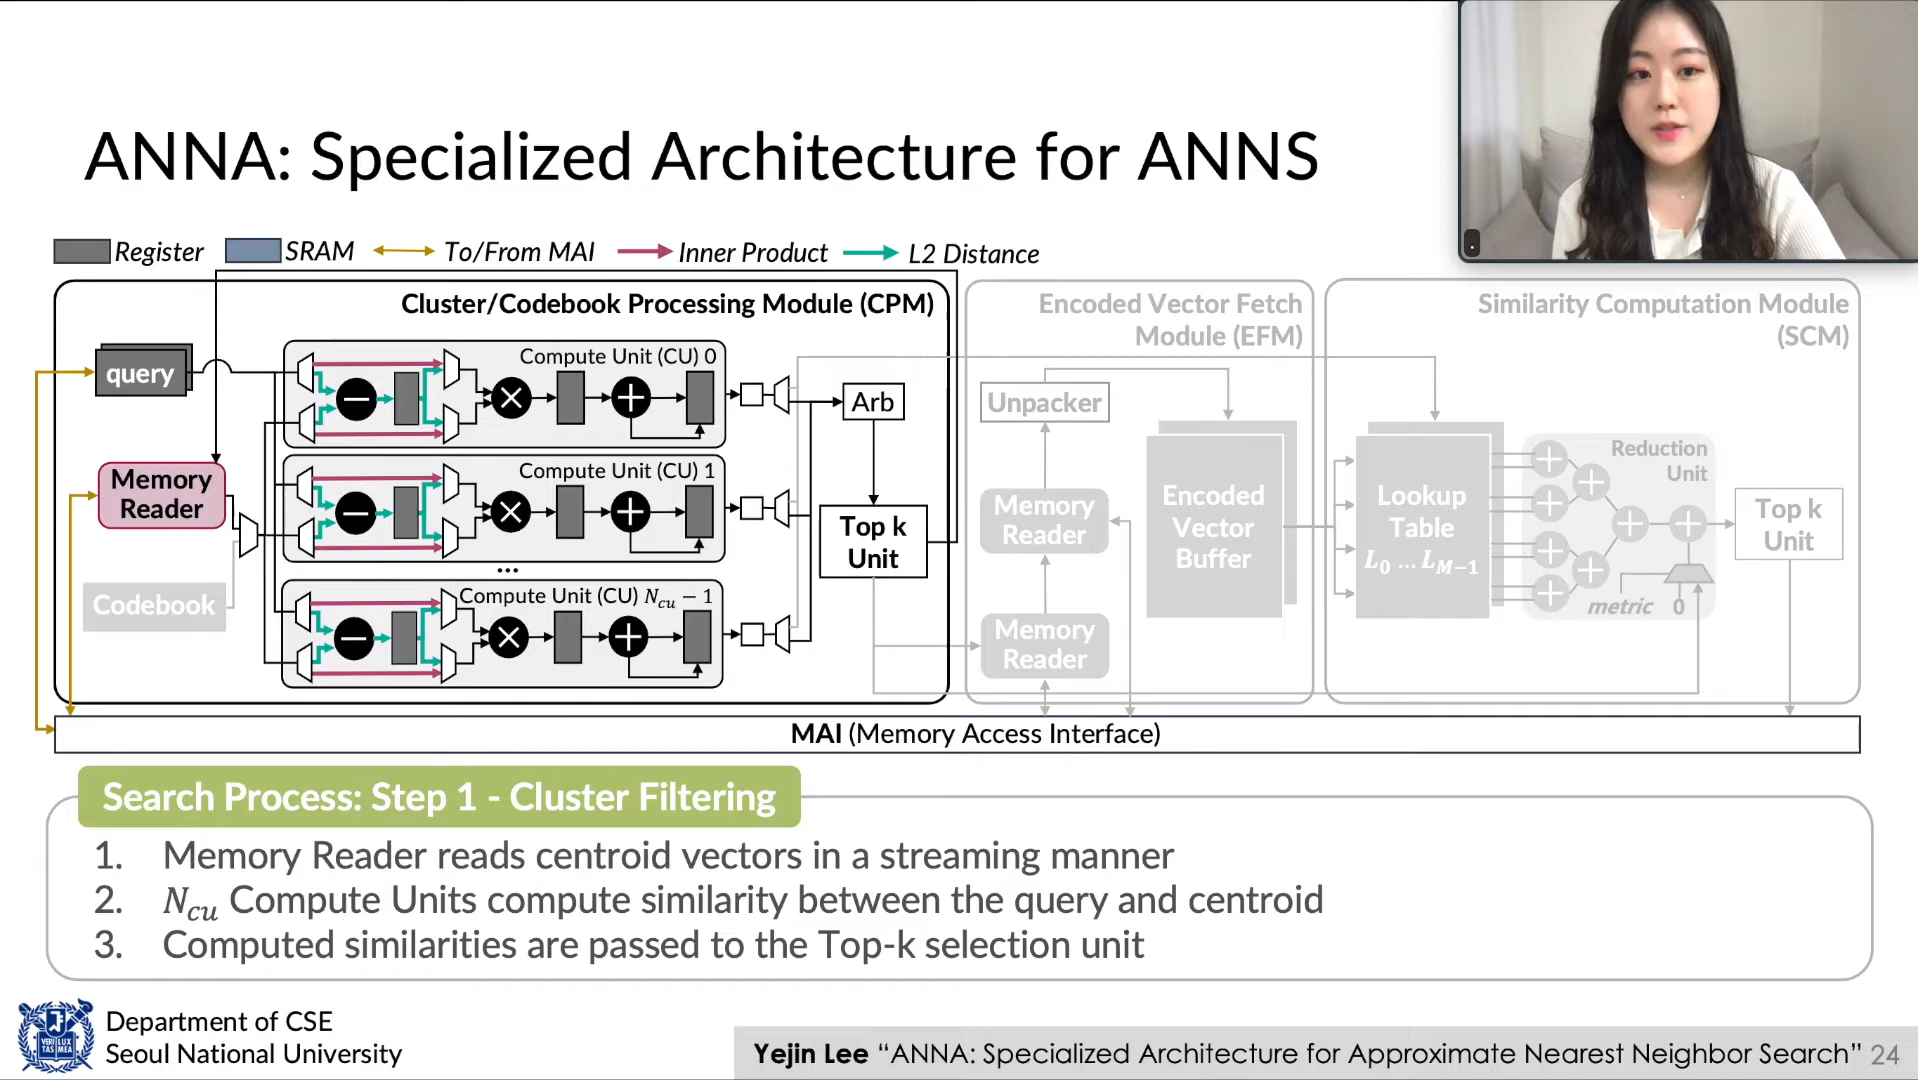 ANNA: Specialized Architecture for ANNS
Register
SRAM
To/From MAI
Inner Product
L2 Distance
Cluster/Codebook Processing Module (CPM)
query
Memory
Reader
Codebook
Compute Unit (CU) 0
Compute Unit (CU) 1
...
Compute Unit (CU) N_cu − 1
Arb
Top k
Unit
Encoded Vector Fetch
Module (EFM)
Unpacker
Memory
Reader
Memory
Reader
Encoded
Vector
Buffer
Similarity Computation Module
(SCM)
Lookup
Table
L_0 ... L_{M−1}
Reduction
Unit
metric 0
Top k
Unit
MAI (Memory Access Interface)
Search Process: Step 1 - Cluster Filtering
1. Memory Reader reads centroid vectors in a streaming manner
2. N_cu Compute Units compute similarity between the query and centroid
3. Computed similarities are passed to the Top-k selection unit
Department of CSE
Seoul National University
Yejin Lee “ANNA: Specialized Architecture for Approximate Nearest Neighbor Search” 24